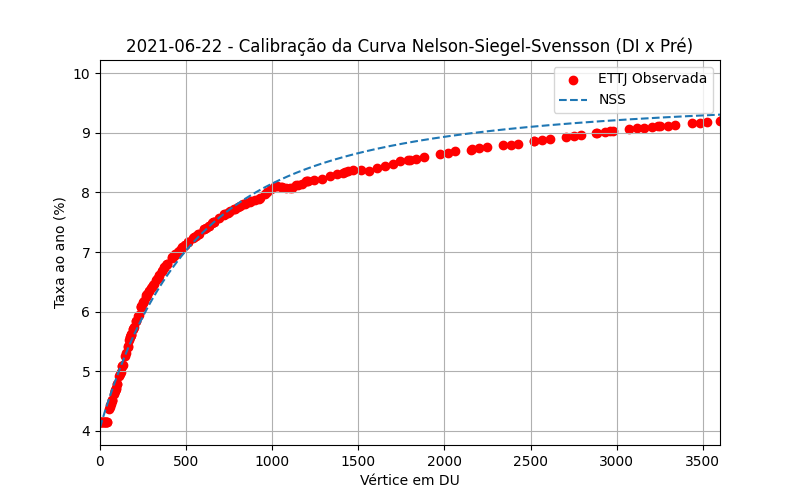 2021-06-22 - Calibração da Curva Nelson-Siegel-Svensson (DI x Pré)
ETTJ Observada
NSS
Taxa ao ano (%)
10
9
8
7
6
5
4
0 500 1000 1500 2000 2500 3000 3500
Vértice em DU